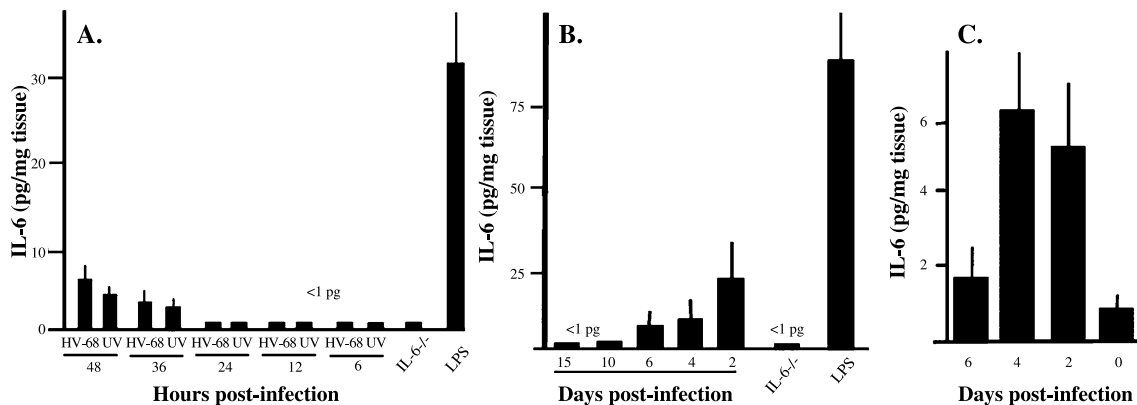 A.
IL-6 (pg/mg tissue)
30
20
10
0
<1 pg
HV-68 UV HV-68 UV HV-68 UV HV-68 UV HV-68 UV IL-6-/- LPS
48 36 24 12 6
Hours post-infection
B.
IL-6 (pg/mg tissue)
75
50
25
<1 pg <1 pg
15 10 6 4 2 IL-6-/- LPS
Days post-infection
C.
IL-6 (pg/mg tissue)
6
4
2
6 4 2 0
Days post-infection